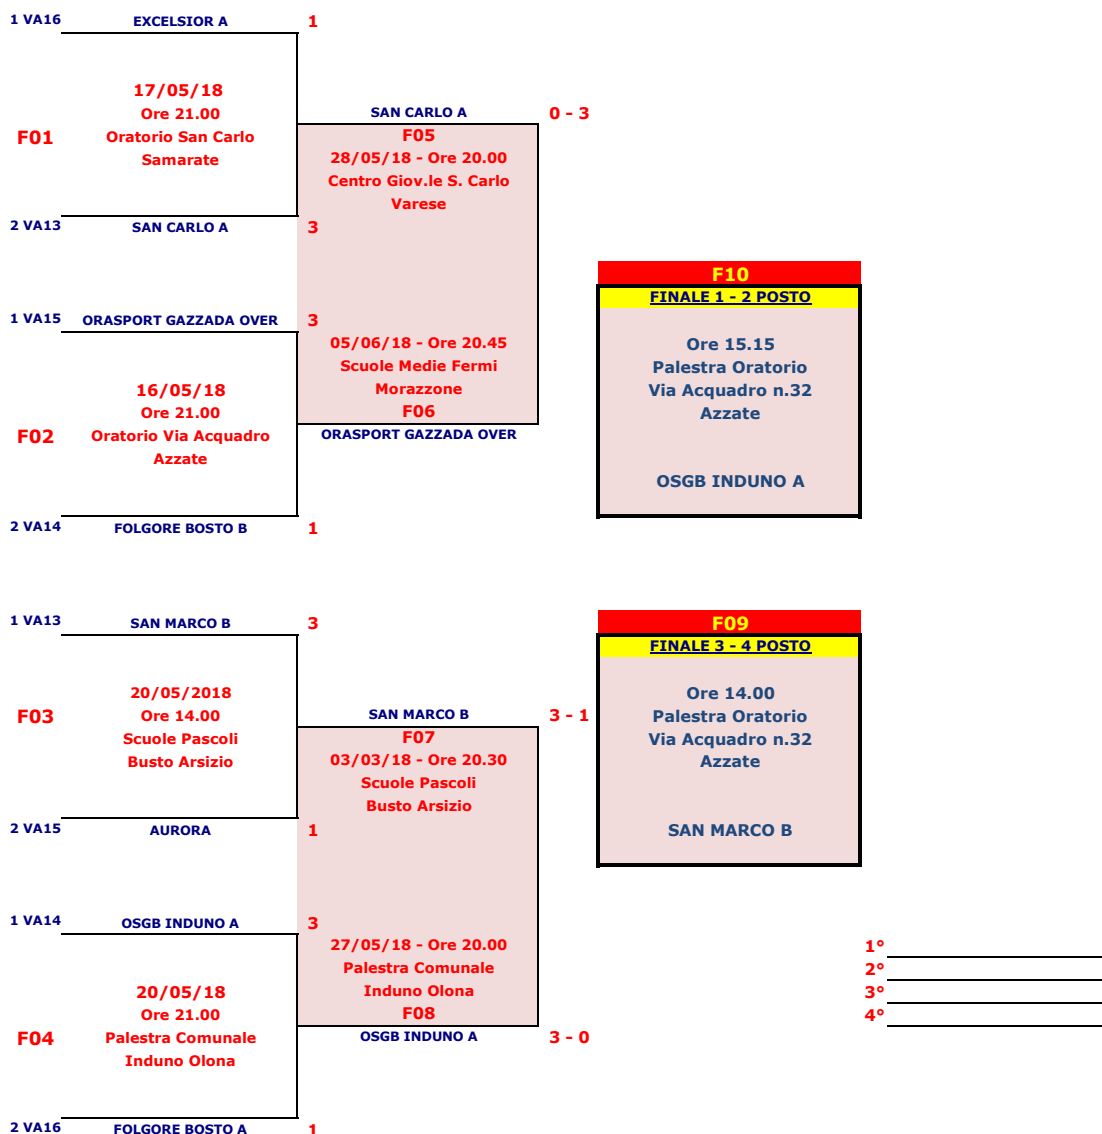 1 VA16 EXCELSIOR A 1
17/05/18
Ore 21.00
F01 Oratorio San Carlo
Samarate
2 VA13 SAN CARLO A 3
SAN CARLO A 0 - 3
F05
28/05/18 - Ore 20.00
Centro Giov.le S. Carlo
Varese
1 VA15 ORASPORT GAZZADA OVER 3
16/05/18
Ore 21.00
F02 Oratorio Via Acquadro
Azzate
2 VA14 FOLGORE BOSTO B 1
05/06/18 - Ore 20.45
Scuole Medie Fermi
Morazzone
F06
ORASPORT GAZZADA OVER
F10
FINALE 1 - 2 POSTO
Ore 15.15
Palestra Oratorio
Via Acquadro n.32
Azzate
OSGB INDUNO A
1 VA13 SAN MARCO B 3
20/05/2018
F03 Ore 14.00
Scuole Pascoli
Busto Arsizio
2 VA15 AURORA 1
SAN MARCO B 3 - 1
F07
03/03/18 - Ore 20.30
Scuole Pascoli
Busto Arsizio
1 VA14 OSGB INDUNO A 3
20/05/18
Ore 21.00
F04 Palestra Comunale
Induno Olona
2 VA16 FOLGORE BOSTO A 1
27/05/18 - Ore 20.00
Palestra Comunale
Induno Olona
F08
OSGB INDUNO A 3 - 0
F09
FINALE 3 - 4 POSTO
Ore 14.00
Palestra Oratorio
Via Acquadro n.32
Azzate
SAN MARCO B
1°
2°
3°
4°